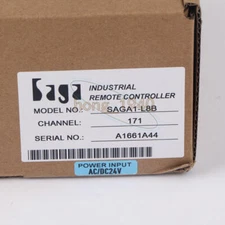 Saga INDUSTRIAL
REMOTE CONTROLLER
MODEL NO: SAGA1-L8B
CHANNEL: 171
SERIAL NO.: A1661A44
POWER INPUT
AC/DC24V